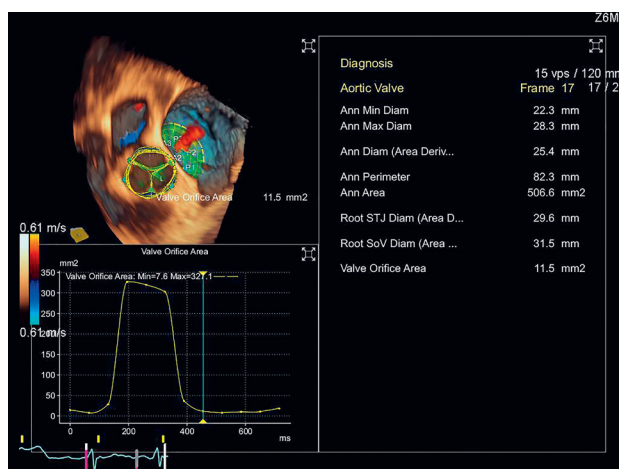 Z6M
Diagnosis
15 vps / 120 mm
Aortic Valve Frame 17 17 / 2
Ann Min Diam 22.3 mm
Ann Max Diam 28.3 mm
Ann Diam (Area Deriv... 25.4 mm
Ann Perimeter 82.3 mm
Ann Area 506.6 mm2
Root STJ Diam (Area D... 29.6 mm
Root SoV Diam (Area ... 31.5 mm
Valve Orifice Area 11.5 mm2
Valve Orifice Area 11.5 mm2
0.61 m/s
0.61 m/s
Valve Orifice Area
mm2
Valve Orifice Area: Min=7.6 Max=327.1
350
300
250
200
150
100
50
0
0 200 400 600
ms